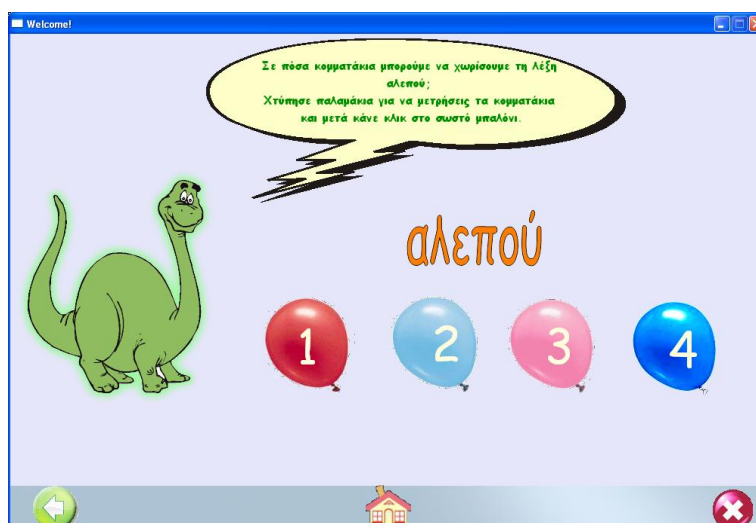 Welcome!
Σε πόσα κομματάκια μπορούμε να χωρίσουμε τη λέξη
αλεπού;
Χτύπησε παλαμάκια για να μετρήσεις τα κομματάκια
και μετά κάνε κλικ στο σωστό μπαλόνι.
αλεπού
1 2 3 4